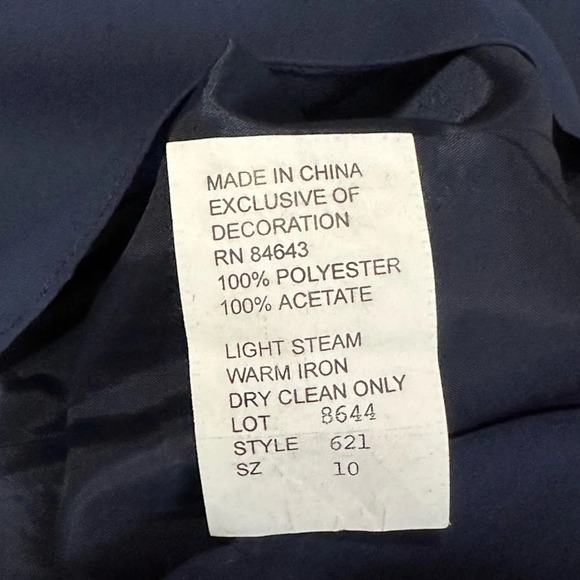 MADE IN CHINA
EXCLUSIVE OF
DECORATION
RN 84643
100% POLYESTER
100% ACETATE
LIGHT STEAM
WARM IRON
DRY CLEAN ONLY
LOT 8644
STYLE 621
SZ 10